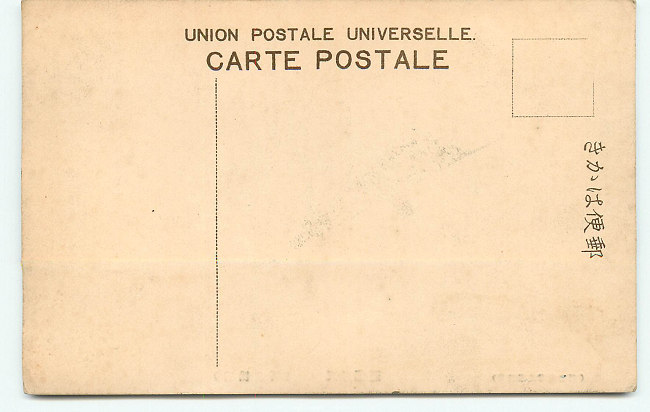 UNION POSTALE UNIVERSELLE.
CARTE POSTALE
郵便はかき